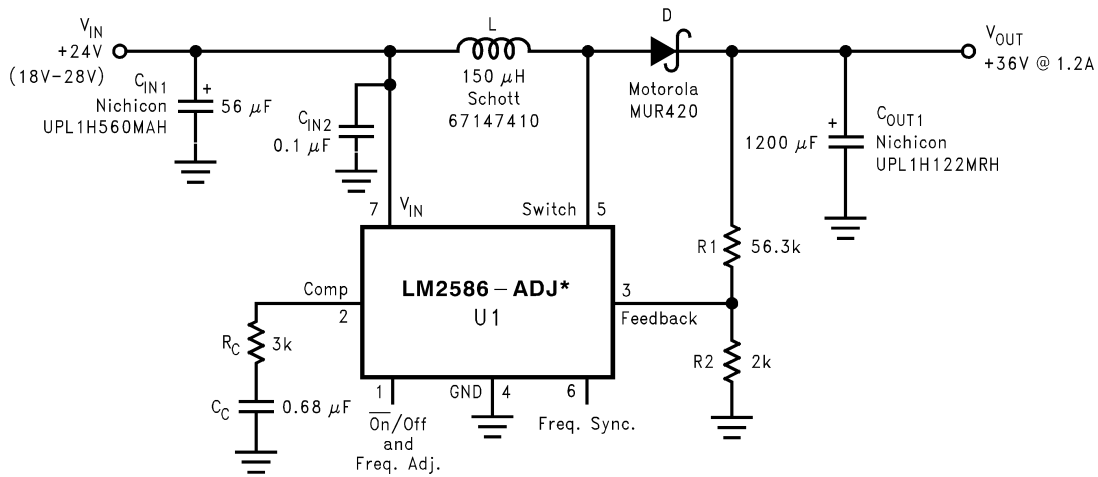 V_IN
+24V
(18V–28V)
C_IN1
Nichicon
UPL1H560MAH
+
56 μF
C_IN2
0.1 μF
L
150 μH
Schott
67147410
D
Motorola
MUR420
V_OUT
+36V @ 1.2A
+
1200 μF
C_OUT1
Nichicon
UPL1H122MRH
7
V_IN
Switch
5
R1
56.3k
LM2586–ADJ*
U1
Comp
2
3
Feedback
R_C
3k
R2
2k
C_C
0.68 μF
1
GND
4
6
O̅n̅/Off
and
Freq. Adj.
Freq. Sync.